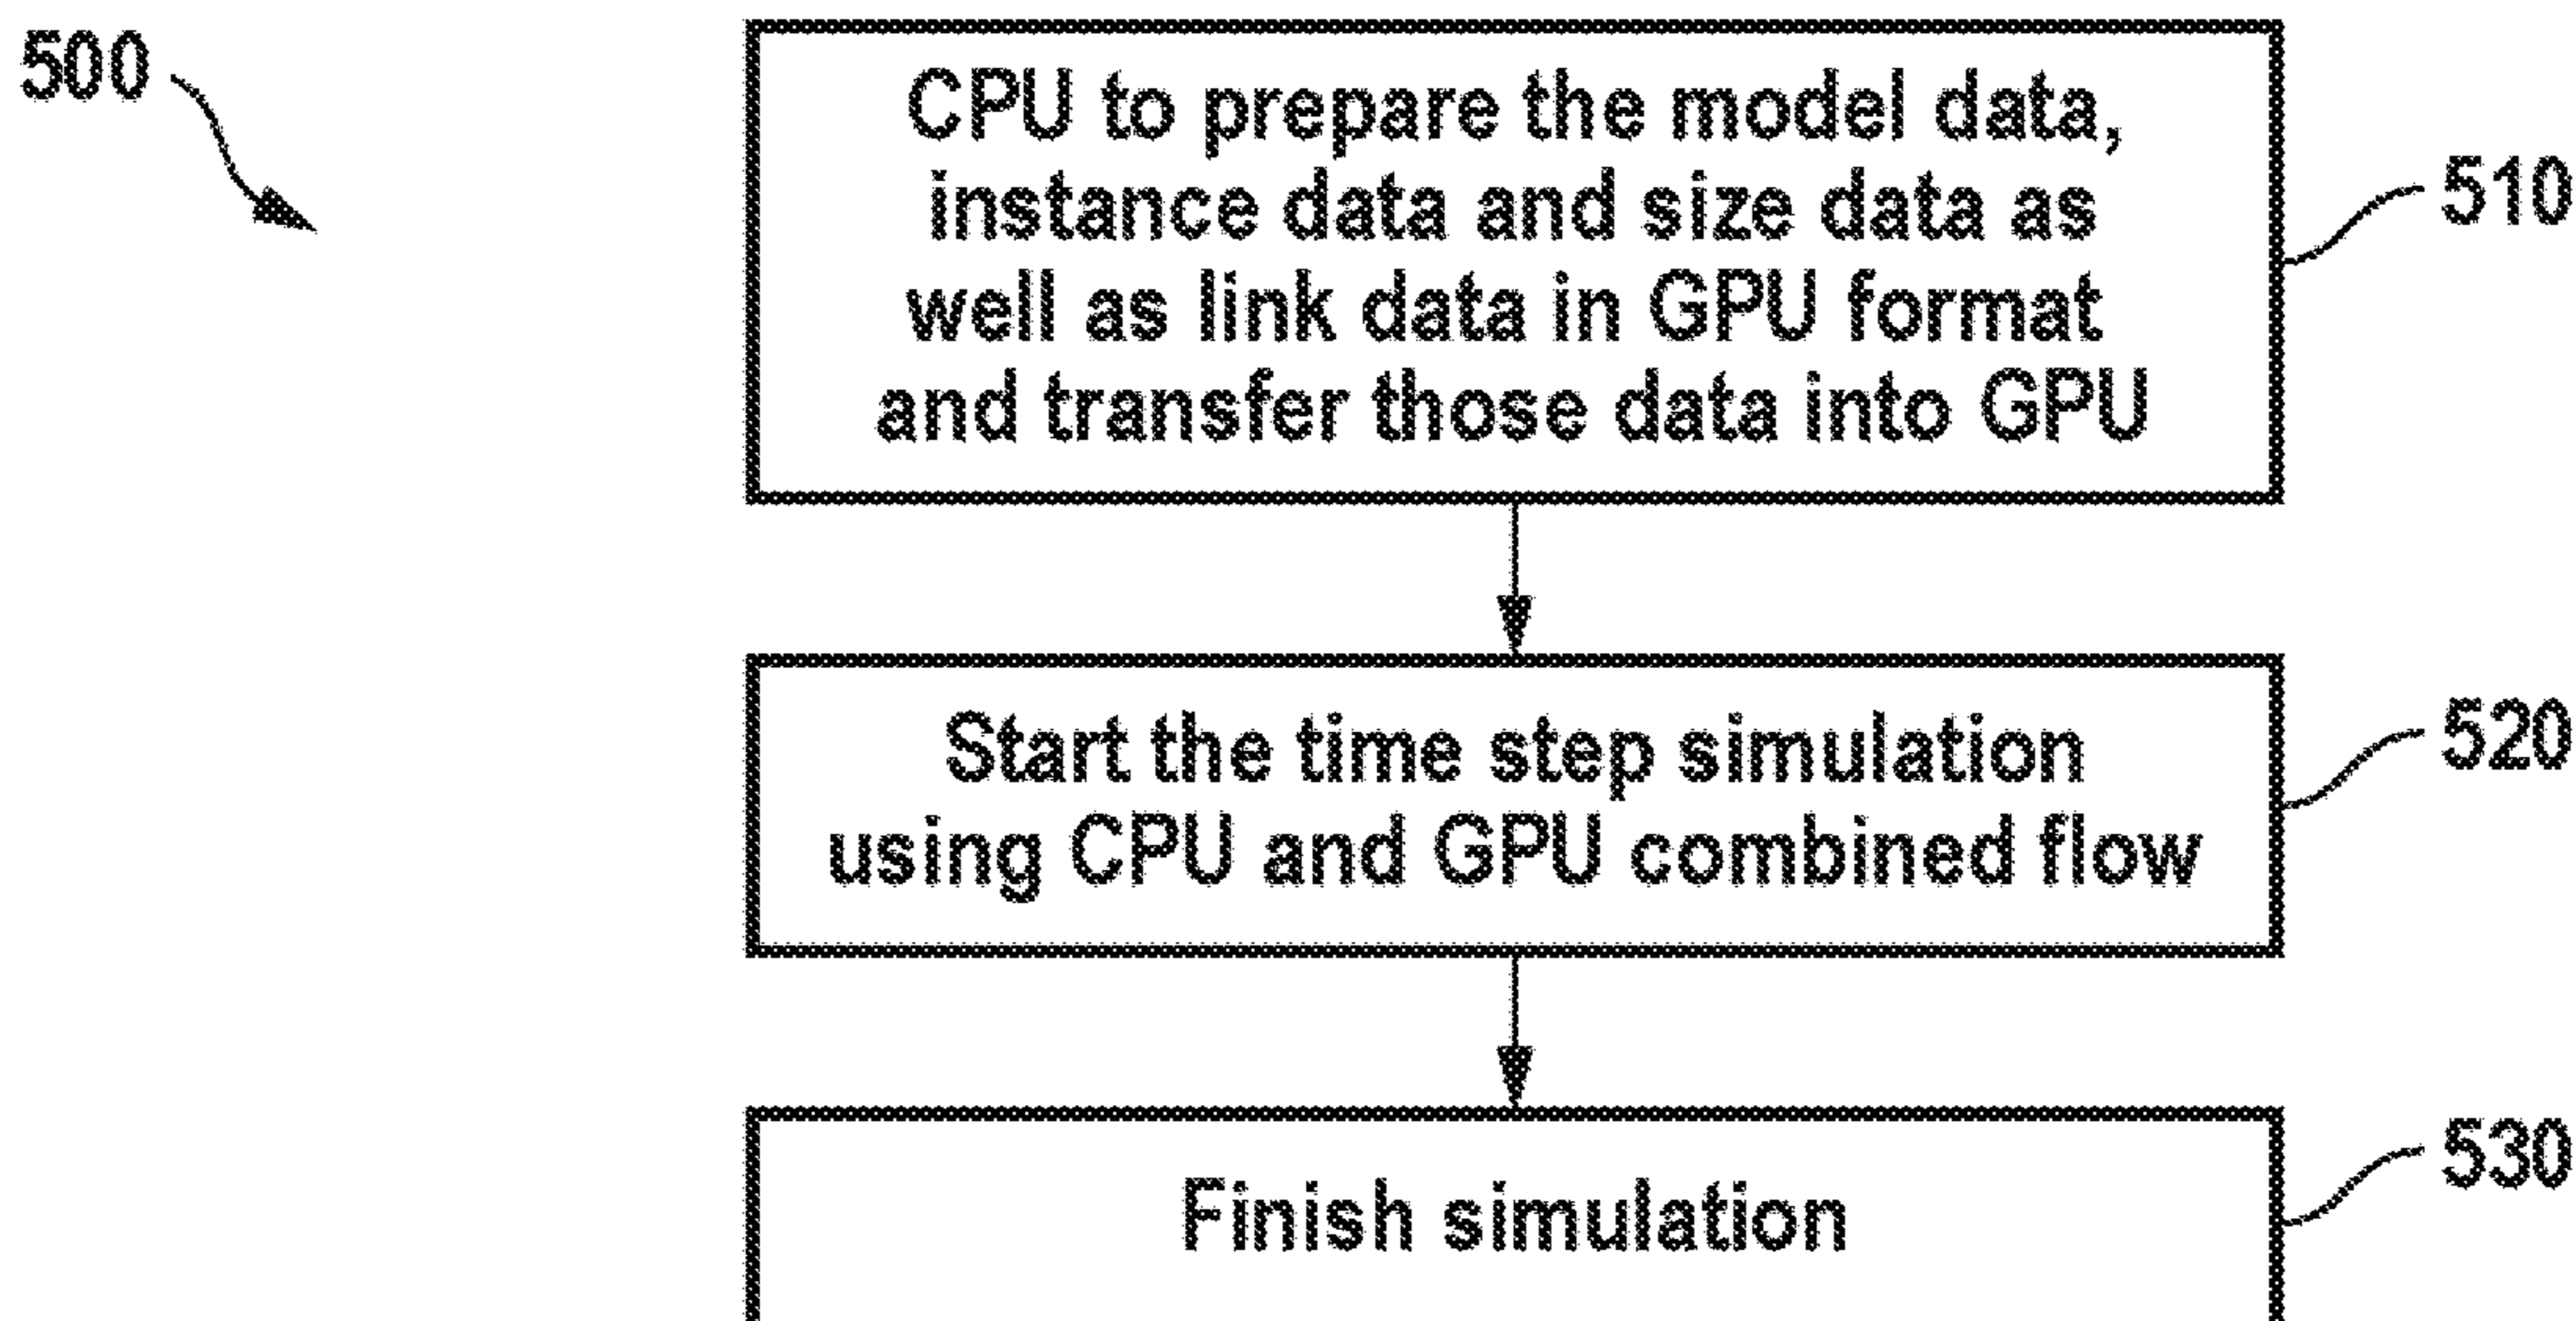 500
CPU to prepare the model data,
instance data and size data as
well as link data in GPU format
and transfer those data into GPU
510
Start the time step simulation
using CPU and GPU combined flow
520
Finish simulation
530